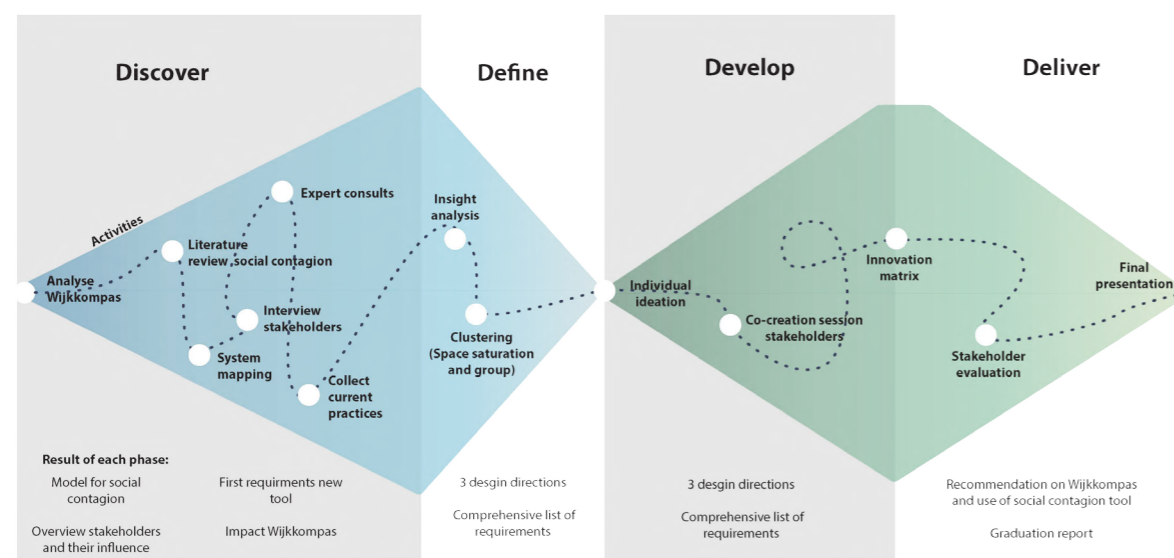 Discover
Define
Develop
Deliver
Activities
Analyse
Wijkkompas
Literature
review social contagion
System
mapping
Interview
stakeholders
Expert consults
Collect
current
practices
Insight
analysis
Clustering
(Space saturation
and group)
Individual
ideation
Co-creation session
stakeholders
Innovation
matrix
Stakeholder
evaluation
Final
presentation
Result of each phase:
Model for social
contagion
Overview stakeholders
and their influence
First requirments new
tool
Impact Wijkkompas
3 desgin directions
Comprehensive list of
requirements
3 desgin directions
Comprehensive list of
requirements
Recommendation on Wijkkompas
and use of social contagion tool
Graduation report